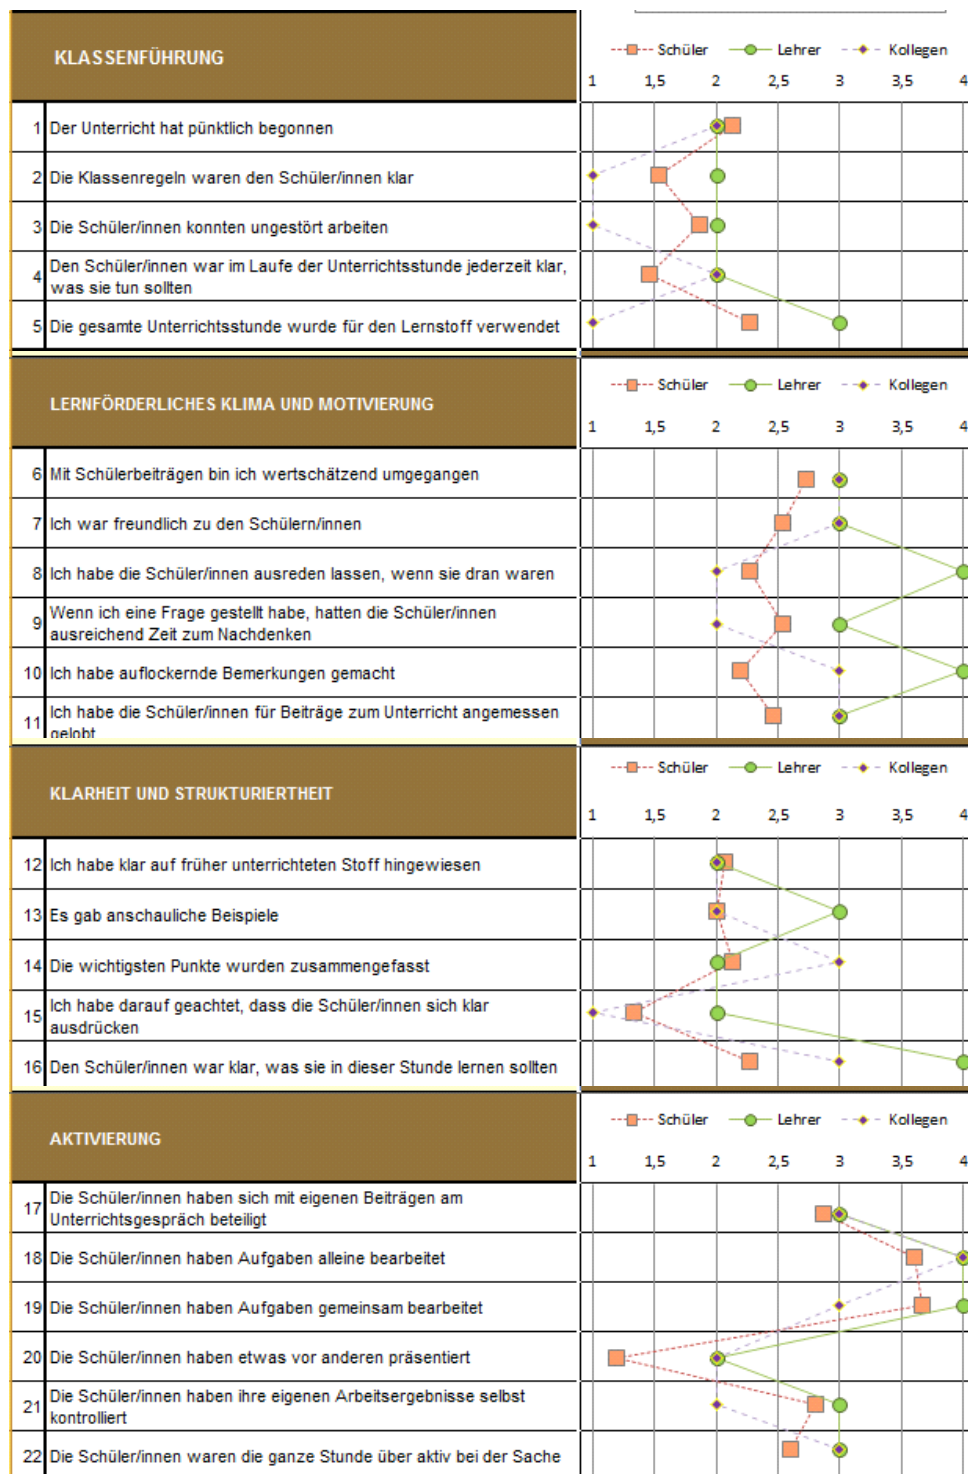 KLASSENFÜHRUNG
Schüler Lehrer Kollegen
1 1,5 2 2,5 3 3,5 4
1 Der Unterricht hat pünktlich begonnen
2 Die Klassenregeln waren den Schüler/innen klar
3 Die Schüler/innen konnten ungestört arbeiten
4 Den Schüler/innen war im Laufe der Unterrichtsstunde jederzeit klar,
was sie tun sollten
5 Die gesamte Unterrichtsstunde wurde für den Lernstoff verwendet
LERNFÖRDERLICHES KLIMA UND MOTIVIERUNG
Schüler Lehrer Kollegen
1 1,5 2 2,5 3 3,5 4
6 Mit Schülerbeiträgen bin ich wertschätzend umgegangen
7 Ich war freundlich zu den Schülern/innen
8 Ich habe die Schüler/innen ausreden lassen, wenn sie dran waren
9 Wenn ich eine Frage gestellt habe, hatten die Schüler/innen
ausreichend Zeit zum Nachdenken
10 Ich habe auflockernde Bemerkungen gemacht
11 Ich habe die Schüler/innen für Beiträge zum Unterricht angemessen
gelobt
KLARHEIT UND STRUKTURIERTHEIT
Schüler Lehrer Kollegen
1 1,5 2 2,5 3 3,5 4
12 Ich habe klar auf früher unterrichteten Stoff hingewiesen
13 Es gab anschauliche Beispiele
14 Die wichtigsten Punkte wurden zusammengefasst
15 Ich habe darauf geachtet, dass die Schüler/innen sich klar
ausdrücken
16 Den Schüler/innen war klar, was sie in dieser Stunde lernen sollten
AKTIVIERUNG
Schüler Lehrer Kollegen
1 1,5 2 2,5 3 3,5 4
17 Die Schüler/innen haben sich mit eigenen Beiträgen am
Unterrichtsgespräch beteiligt
18 Die Schüler/innen haben Aufgaben alleine bearbeitet
19 Die Schüler/innen haben Aufgaben gemeinsam bearbeitet
20 Die Schüler/innen haben etwas vor anderen präsentiert
21 Die Schüler/innen haben ihre eigenen Arbeitsergebnisse selbst
kontrolliert
22 Die Schüler/innen waren die ganze Stunde über aktiv bei der Sache